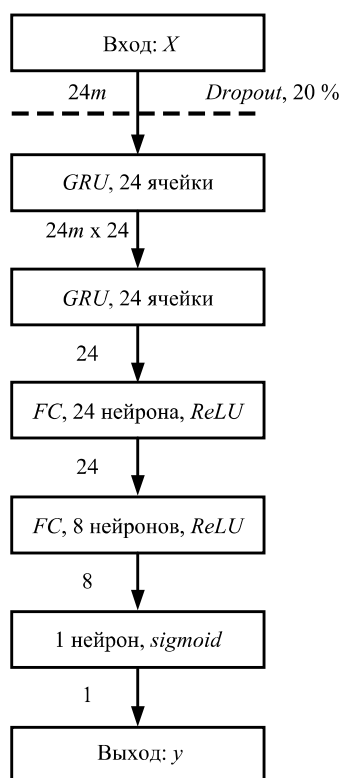 Вход: X
24m
Dropout, 20 %
GRU, 24 ячейки
24m x 24
GRU, 24 ячейки
24
FC, 24 нейрона, ReLU
24
FC, 8 нейронов, ReLU
8
1 нейрон, sigmoid
1
Выход: y